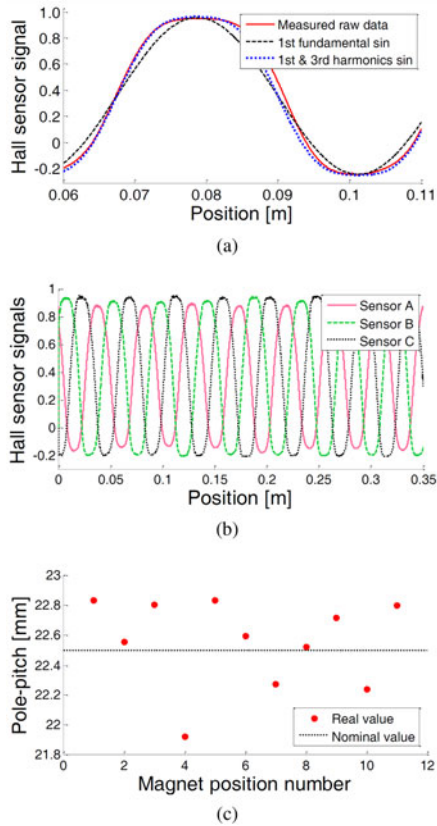 Hall sensor signal
1.0
0.8
0.6
0.4
0.2
0
-0.2
Measured raw data
1st fundamental sin
1st & 3rd harmonics sin
0.06 0.07 0.08 0.09 0.1 0.11
Position [m]
(a)
Hall sensor signals
1
0.8
0.6
0.4
0.2
0
-0.2
Sensor A
Sensor B
Sensor C
0 0.05 0.1 0.15 0.2 0.25 0.3 0.35
Position [m]
(b)
Pole-pitch [mm]
23
22.8
22.6
22.4
22.2
22
21.8
Real value
Nominal value
0 2 4 6 8 10 12
Magnet position number
(c)